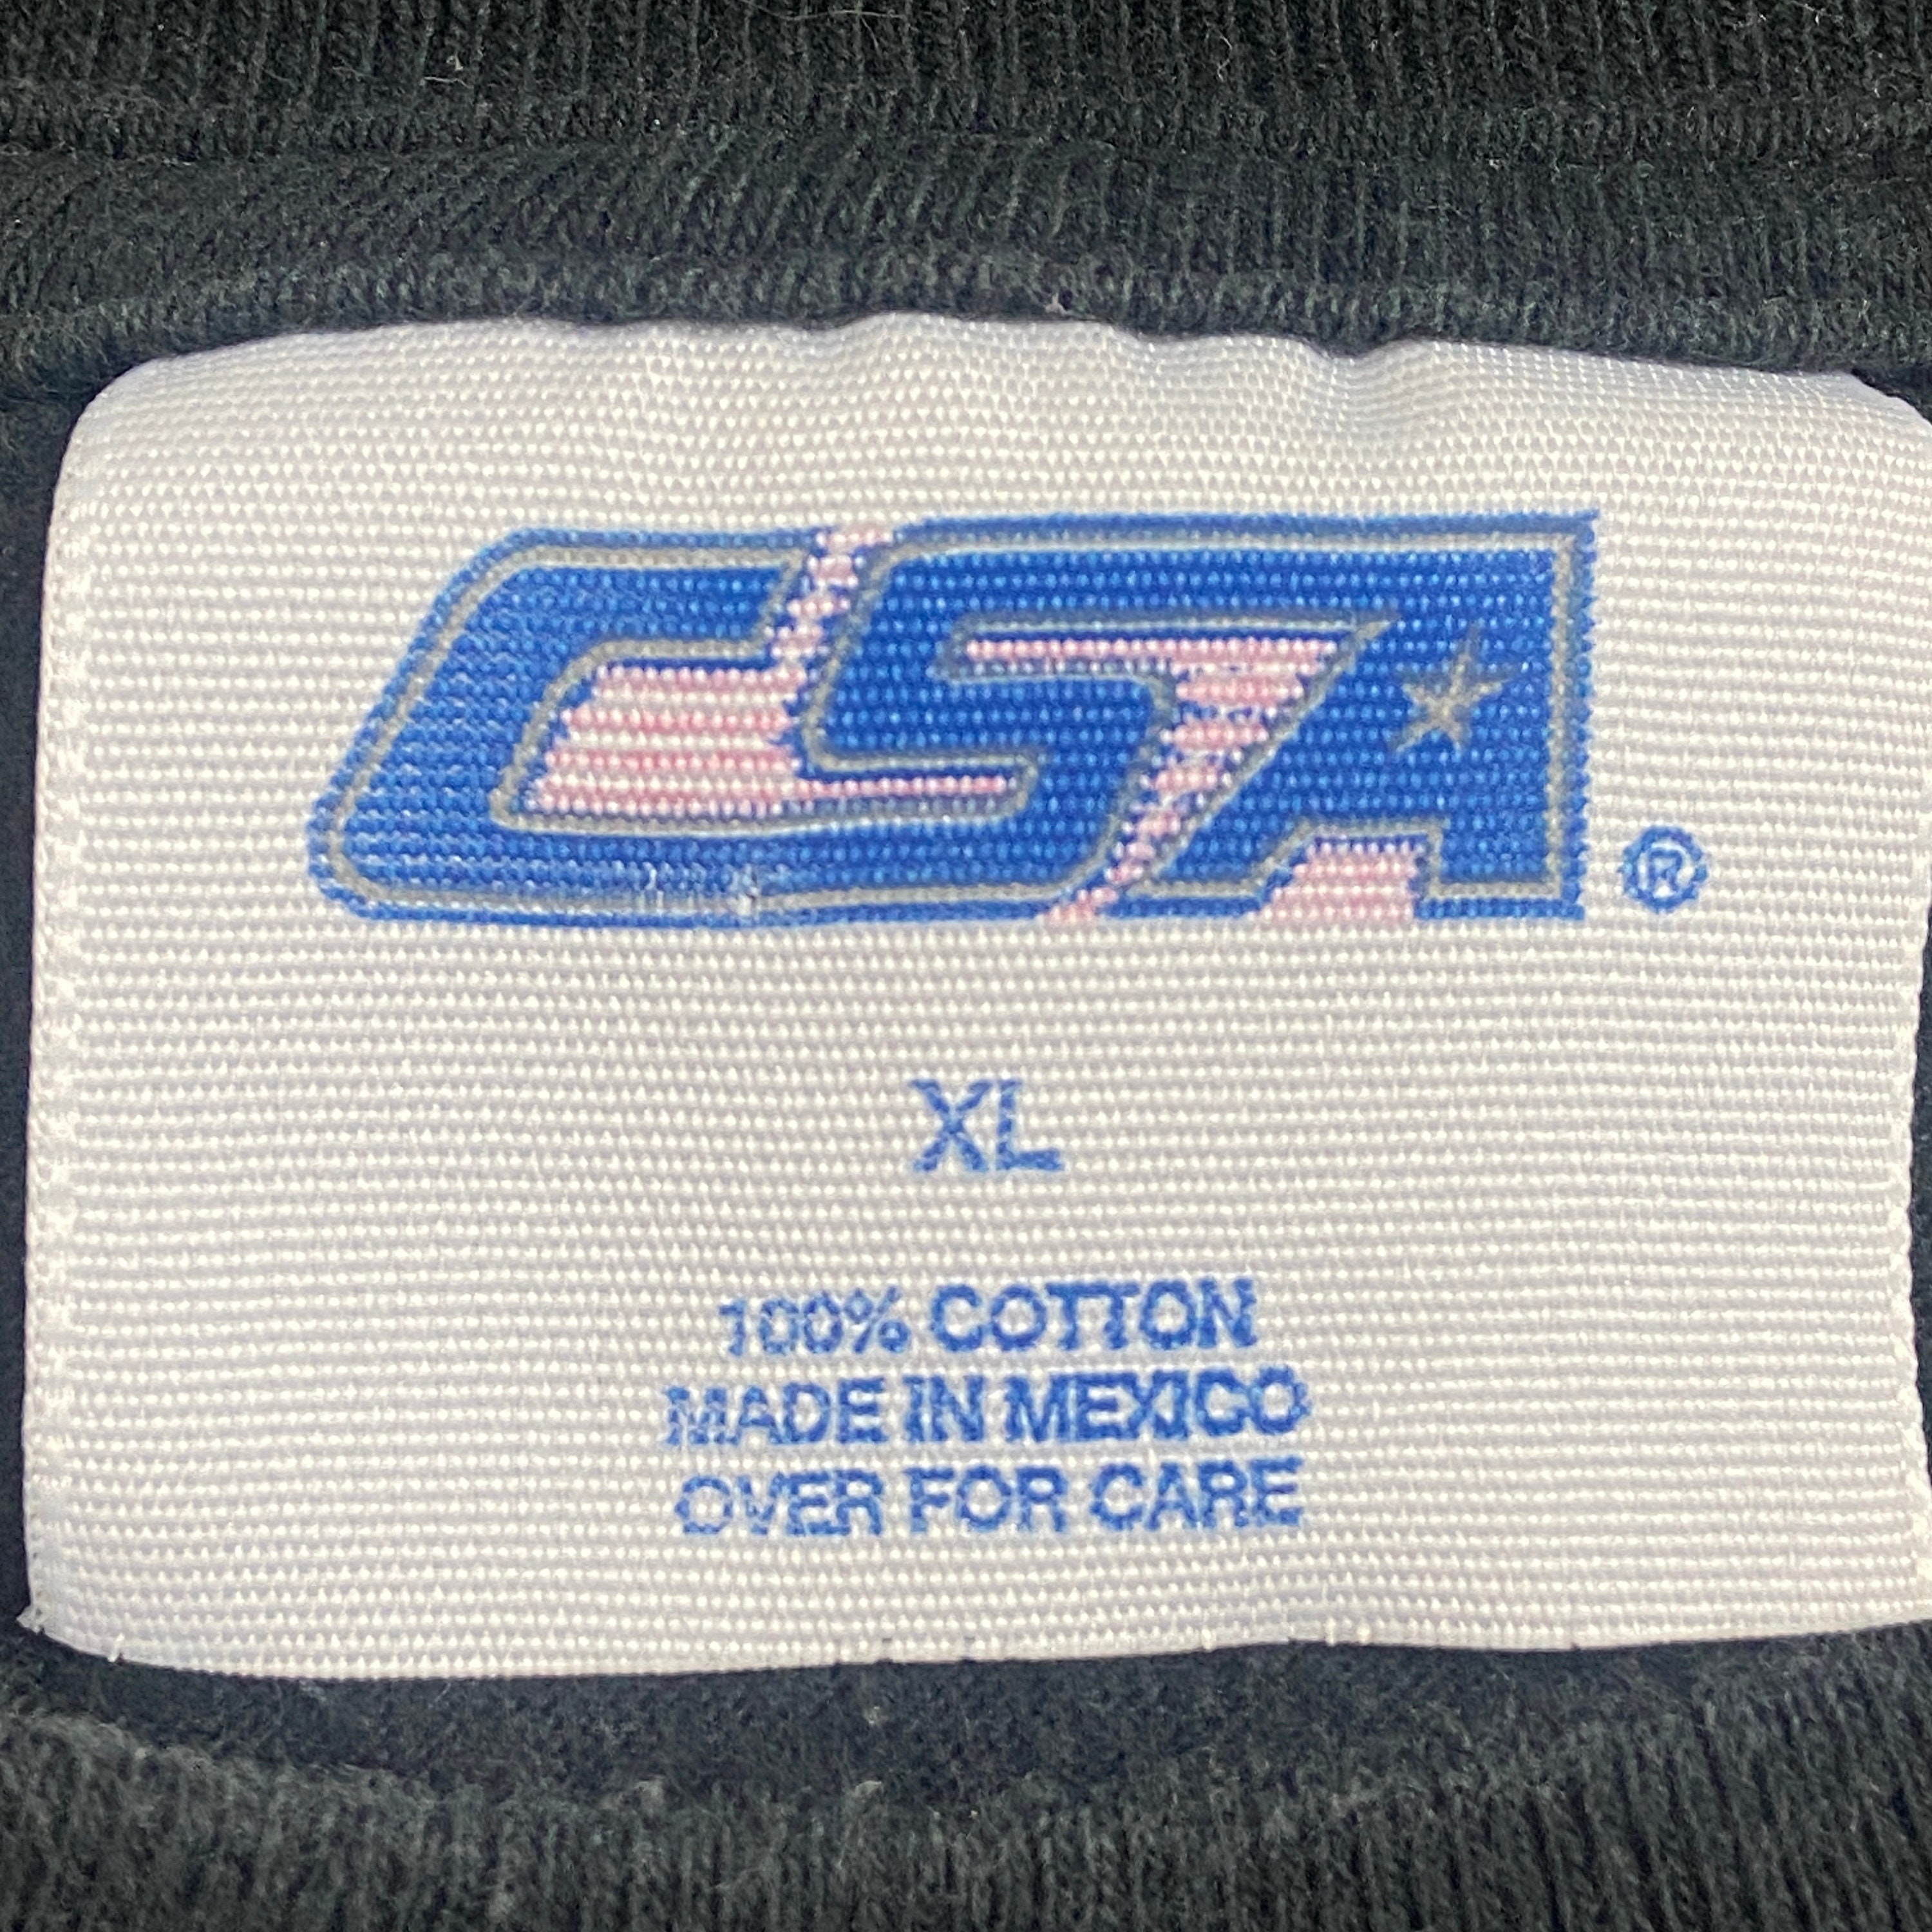 CSA ®
XL
100% COTTON
MADE IN MEXICO
OVER FOR CARE